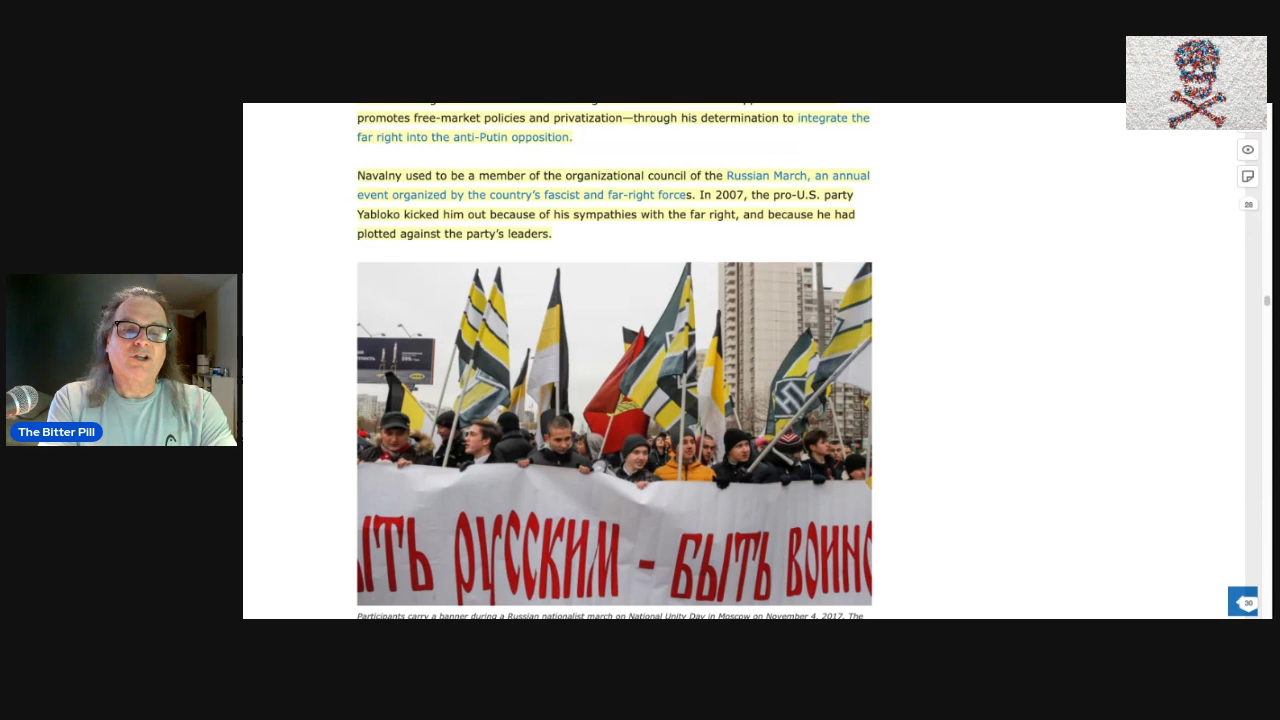 promotes free-market policies and privatization—through his determination to integrate the
far right into the anti-Putin opposition.
Navalny used to be a member of the organizational council of the Russian March, an annual
event organized by the country’s fascist and far-right forces. In 2007, the pro-U.S. party
Yabloko kicked him out because of his sympathies with the far right, and because he had
plotted against the party’s leaders.
ЫТЬ РУССКИМ - БЫТЬ ВОИНО
Participants carry a banner during a Russian nationalist march on National Unity Day in Moscow on November 4, 2017. The
The Bitter Pill
28
30